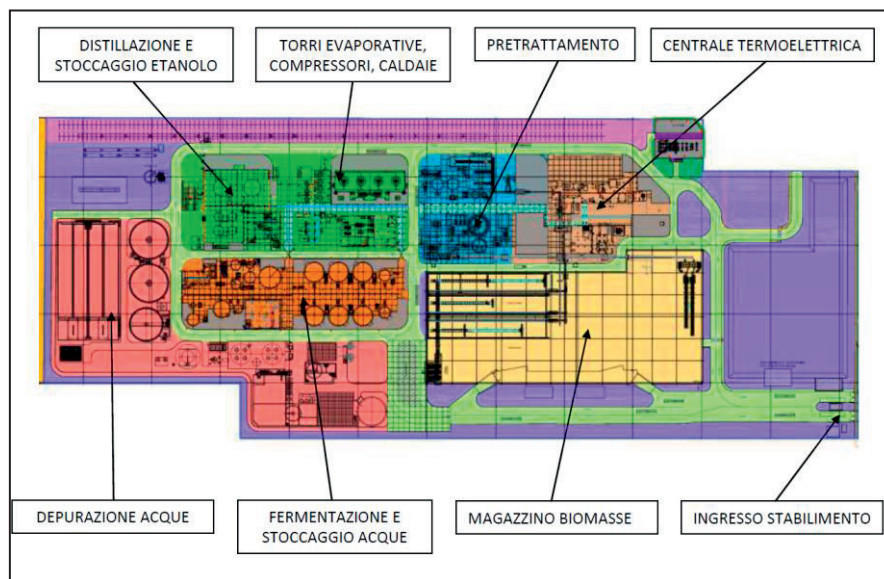 DISTILLAZIONE E
STOCCAGGIO ETANOLO
TORRI EVAPORATIVE,
COMPRESSORI, CALDAIE
PRETRATTAMENTO
CENTRALE TERMOELETTRICA
DEPURAZIONE ACQUE
FERMENTAZIONE E
STOCCAGGIO ACQUE
MAGAZZINO BIOMASSE
INGRESSO STABILIMENTO